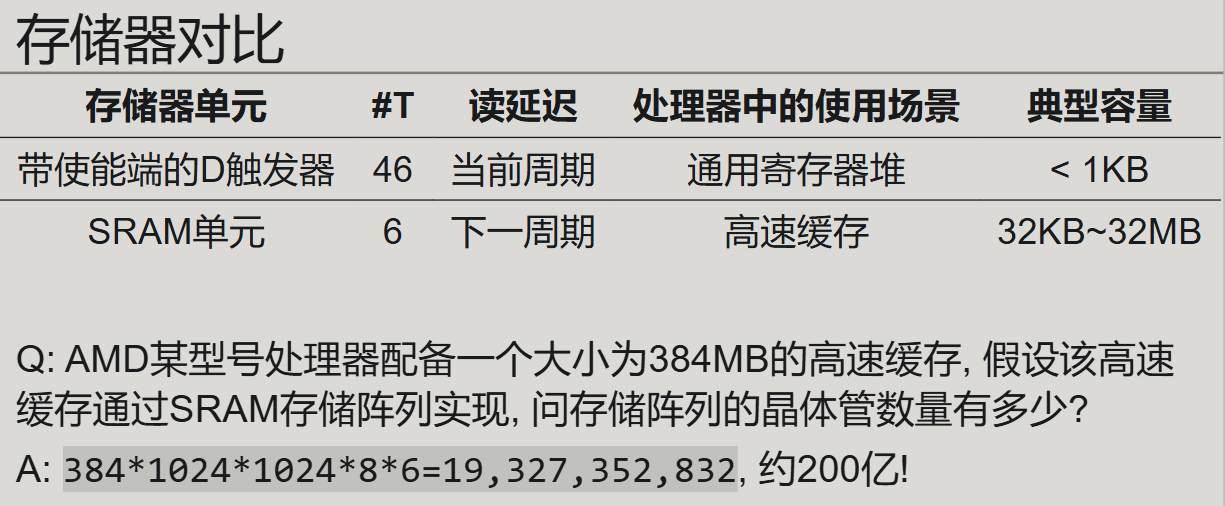 存储器对比
存储器单元 #T 读延迟 处理器中的使用场景 典型容量
带使能端的D触发器 46 当前周期 通用寄存器堆 < 1KB
SRAM单元 6 下一周期 高速缓存 32KB~32MB
Q: AMD某型号处理器配备一个大小为384MB的高速缓存, 假设该高速
缓存通过SRAM存储阵列实现, 问存储阵列的晶体管数量有多少?
A: 384*1024*1024*8*6=19,327,352,832, 约200亿!